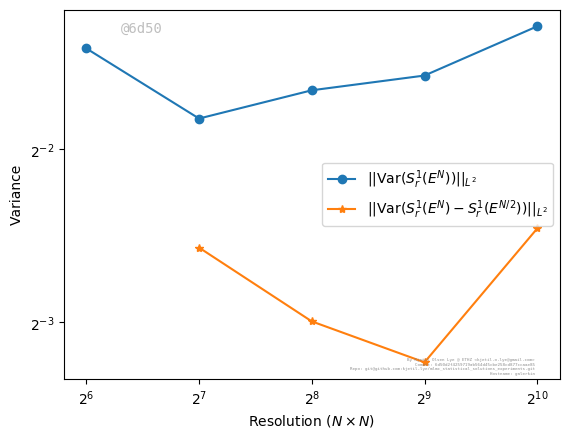 @6d50
Variance
2^{-2}
2^{-3}
||Var(S_r^1(E^N))||_{L^2}
||Var(S_r^1(E^N) − S_r^1(E^{N/2}))||_{L^2}
2^6 2^7 2^8 2^9 2^{10}
Resolution (N × N)